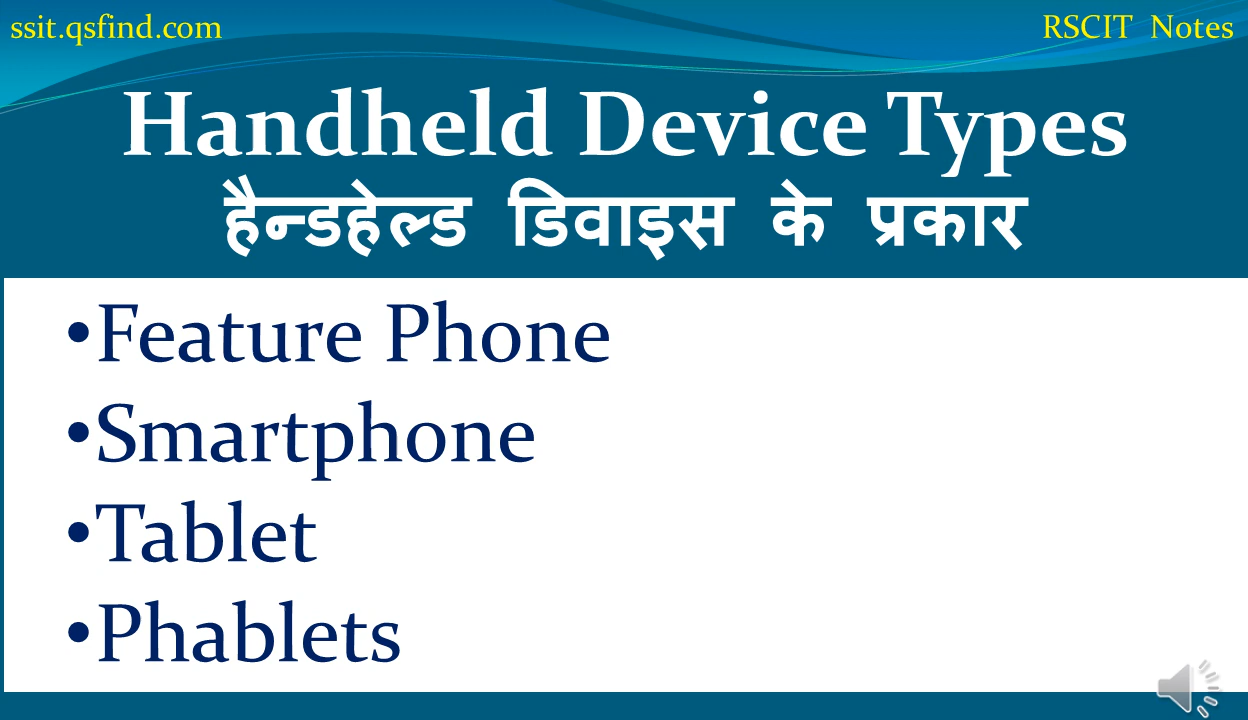 ssit.qsfind.com
RSCIT Notes
Handheld Device Types
हैन्डहेल्ड डिवाइस के प्रकार
•Feature Phone
•Smartphone
•Tablet
•Phablets